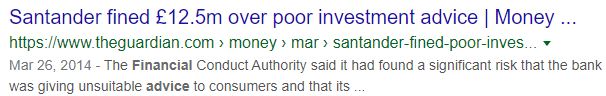 Santander fined £12.5m over poor investment advice | Money ...
https://www.theguardian.com › money › mar › santander-fined-poor-inves...
Mar 26, 2014 - The Financial Conduct Authority said it had found a significant risk that the bank
was giving unsuitable advice to consumers and that its ...